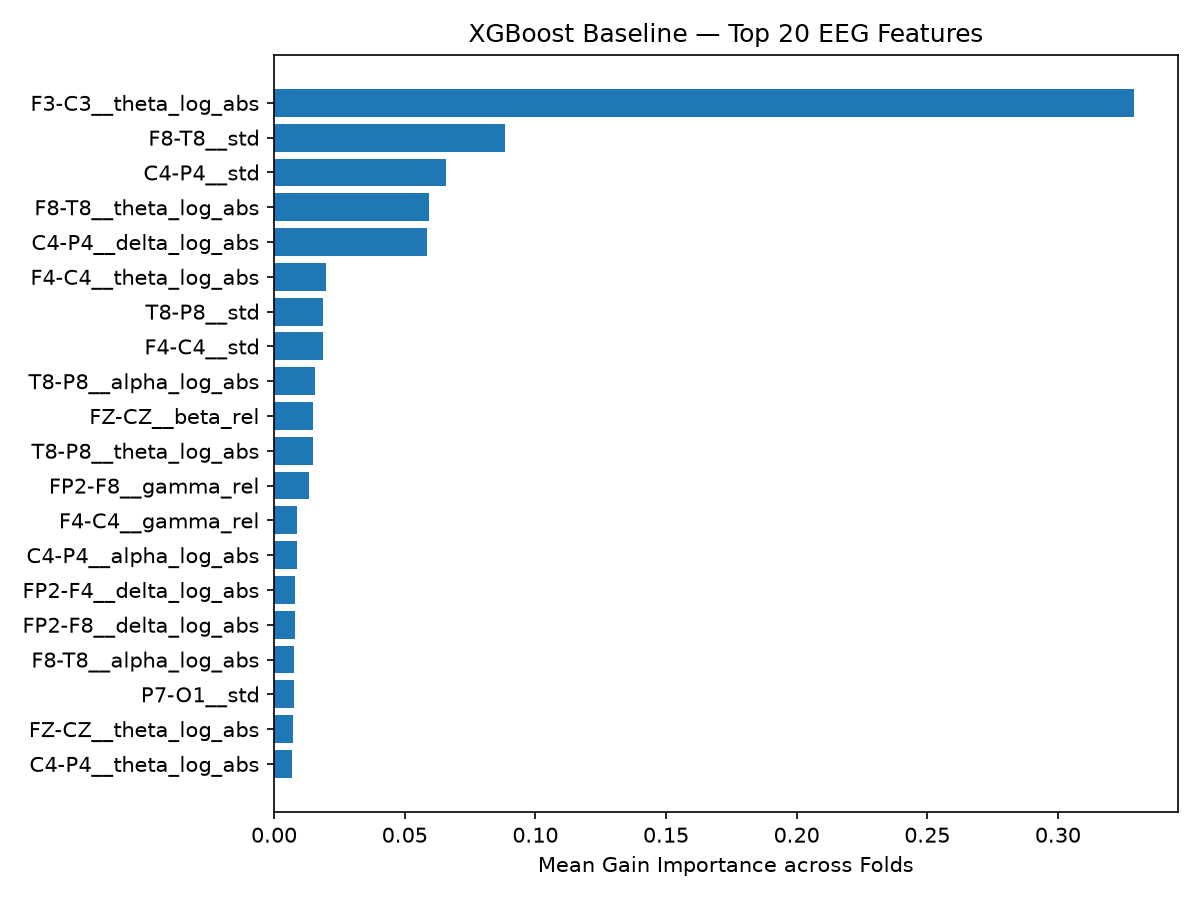 XGBoost Baseline — Top 20 EEG Features
F3-C3__theta_log_abs
F8-T8__std
C4-P4__std
F8-T8__theta_log_abs
C4-P4__delta_log_abs
F4-C4__theta_log_abs
T8-P8__std
F4-C4__std
T8-P8__alpha_log_abs
FZ-CZ__beta_rel
T8-P8__theta_log_abs
FP2-F8__gamma_rel
F4-C4__gamma_rel
C4-P4__alpha_log_abs
FP2-F4__delta_log_abs
FP2-F8__delta_log_abs
F8-T8__alpha_log_abs
P7-O1__std
FZ-CZ__theta_log_abs
C4-P4__theta_log_abs
0.00 0.05 0.10 0.15 0.20 0.25 0.30
Mean Gain Importance across Folds